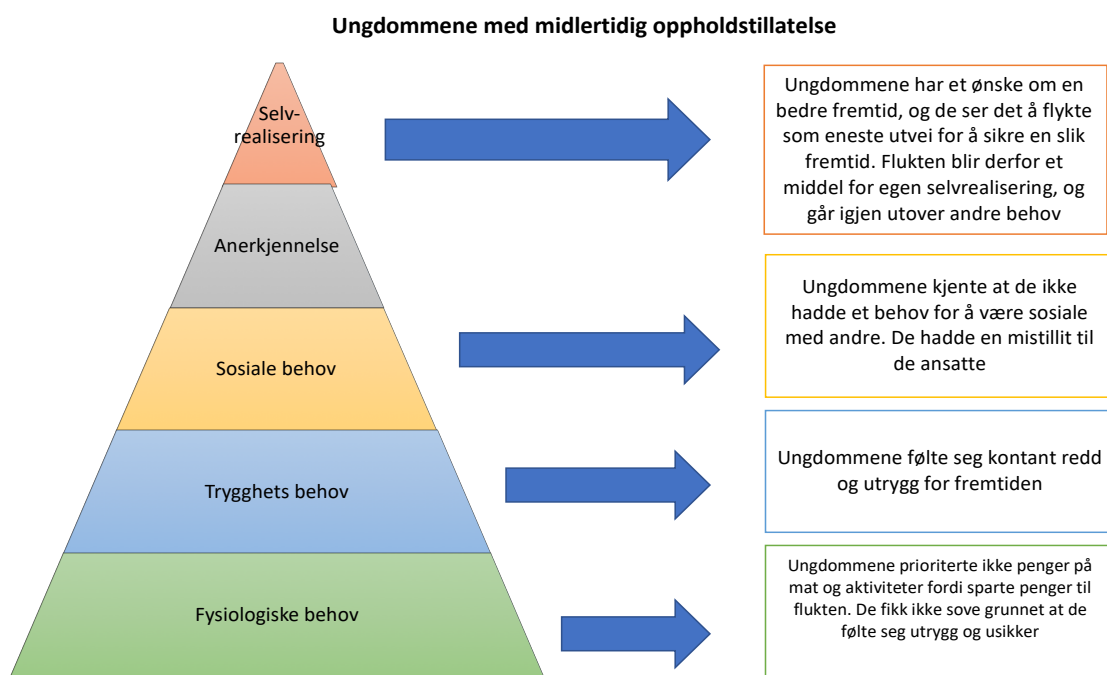 Ungdommene med midlertidig oppholdstillatelse
Selv-
realisering
Ungdommene har et ønske om en
bedre fremtid, og de ser det å flykte
som eneste utvei for å sikre en slik
fremtid. Flukten blir derfor et
middel for egen selvrealisering, og
går igjen utover andre behov
Anerkjennelse
Sosiale behov
Ungdommene kjente at de ikke
hadde et behov for å være sosiale
med andre. De hadde en mistillit til
de ansatte
Trygghets behov
Ungdommene følte seg kontant redd
og utrygg for fremtiden
Fysiologiske behov
Ungdommene prioriterte ikke penger på
mat og aktiviteter fordi sparte penger til
flukten. De fikk ikke sove grunnet at de
følte seg utrygg og usikker